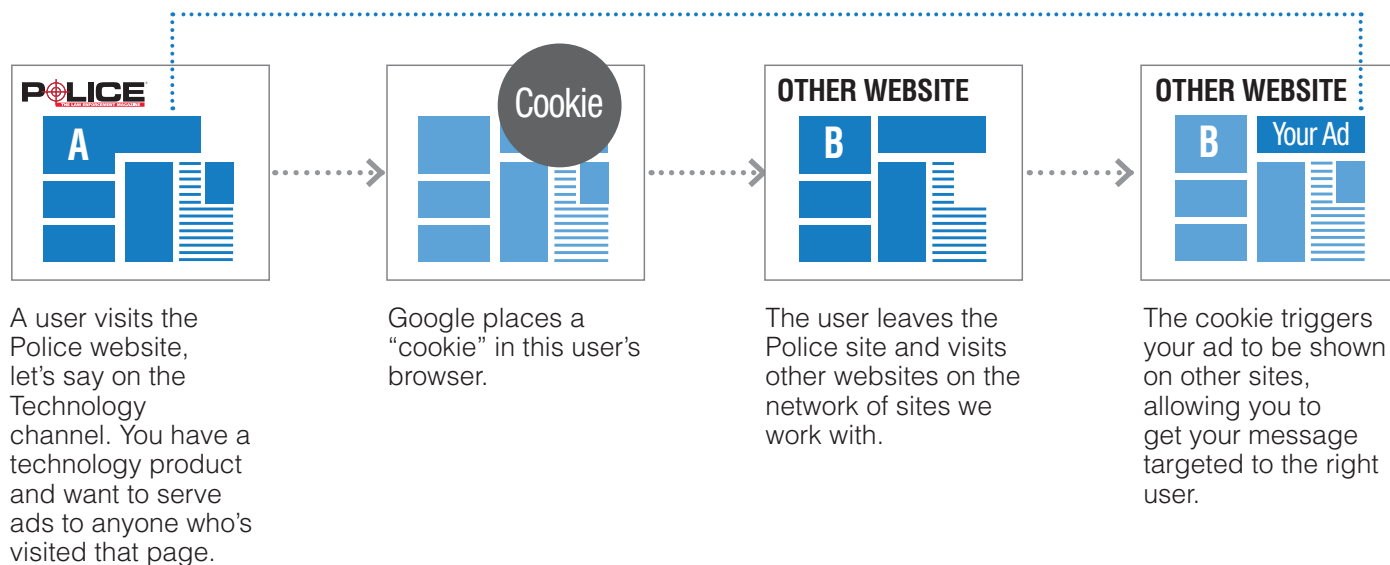 POLICE
THE LAW ENFORCEMENT MAGAZINE
A
A user visits the
Police website,
let’s say on the
Technology
channel. You have a
technology product
and want to serve
ads to anyone who’s
visited that page.
Cookie
Google places a
“cookie” in this user’s
browser.
OTHER WEBSITE
B
The user leaves the
Police site and visits
other websites on the
network of sites we
work with.
OTHER WEBSITE
B
Your Ad
The cookie triggers
your ad to be shown
on other sites,
allowing you to
get your message
targeted to the right
user.